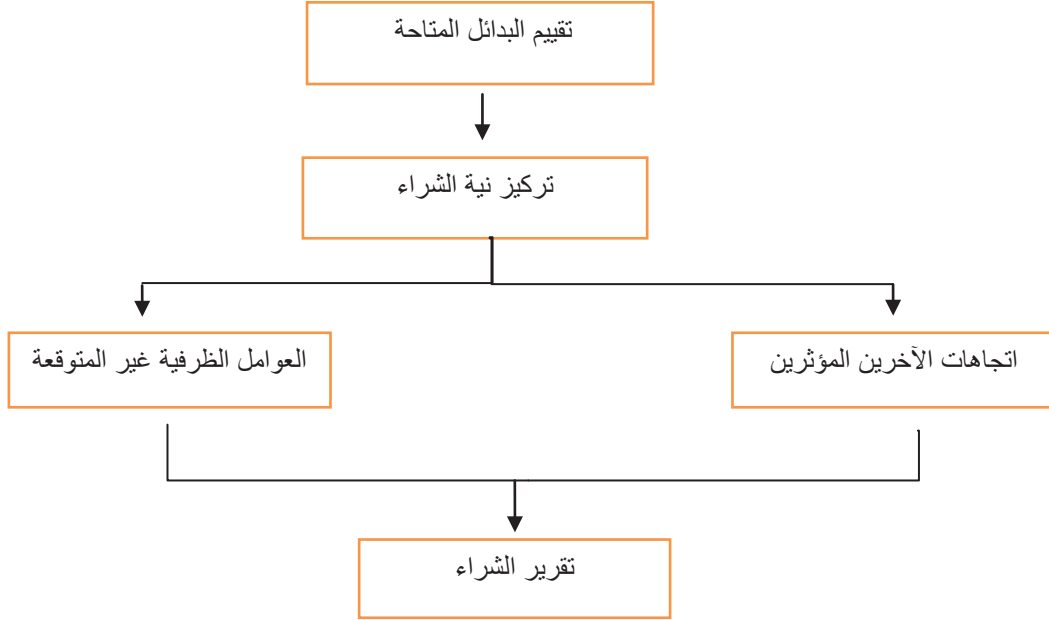 تقييم البدائل المتاحة
تركيز نية الشراء
اتجاهات الآخرين المؤثرين
العوامل الظرفية غير المتوقعة
تقرير الشراء